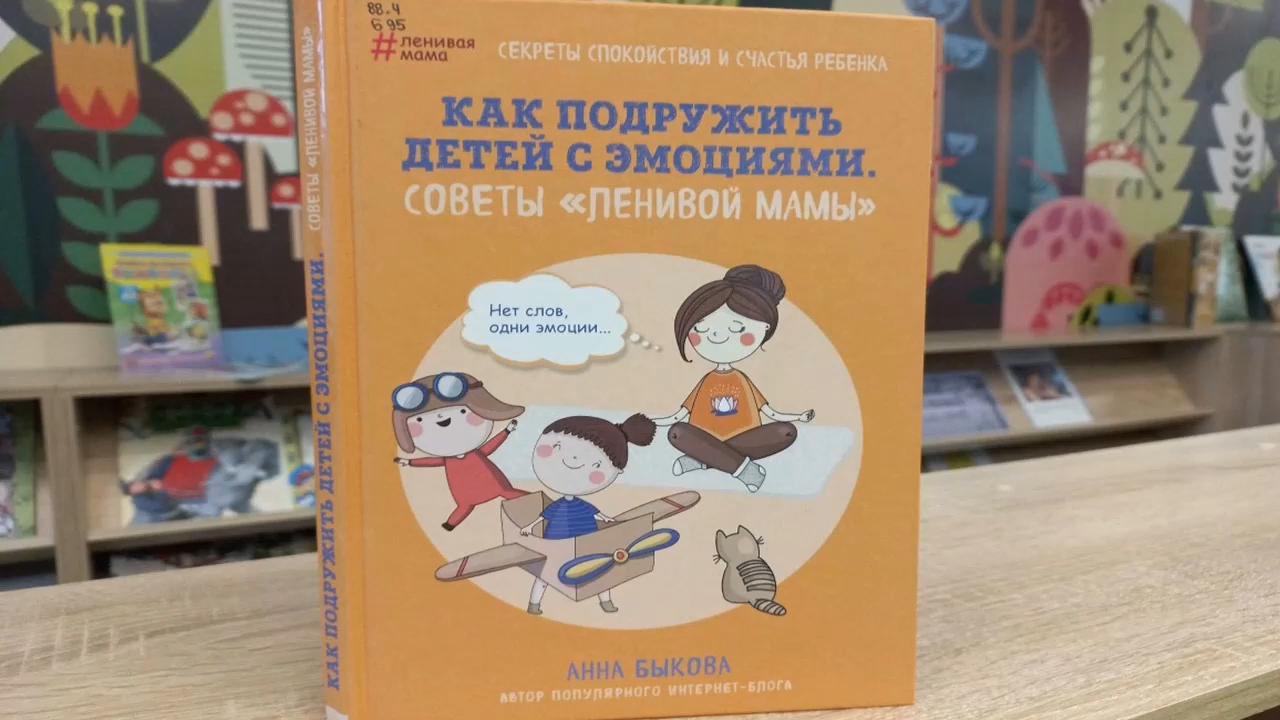 88.4
Б 95
#ленивая
мама
СЕКРЕТЫ СПОКОЙСТВИЯ И СЧАСТЬЯ РЕБЕНКА
КАК ПОДРУЖИТЬ
ДЕТЕЙ С ЭМОЦИЯМИ.
СОВЕТЫ «ЛЕНИВОЙ МАМЫ»
Нет слов,
одни эмоции...
АННА БЫКОВА
АВТОР ПОПУЛЯРНОГО ИНТЕРНЕТ-БЛОГА
КАК ПОДРУЖИТЬ ДЕТЕЙ С ЭМОЦИЯМИ. СОВЕТЫ «ЛЕНИВОЙ МАМЫ»